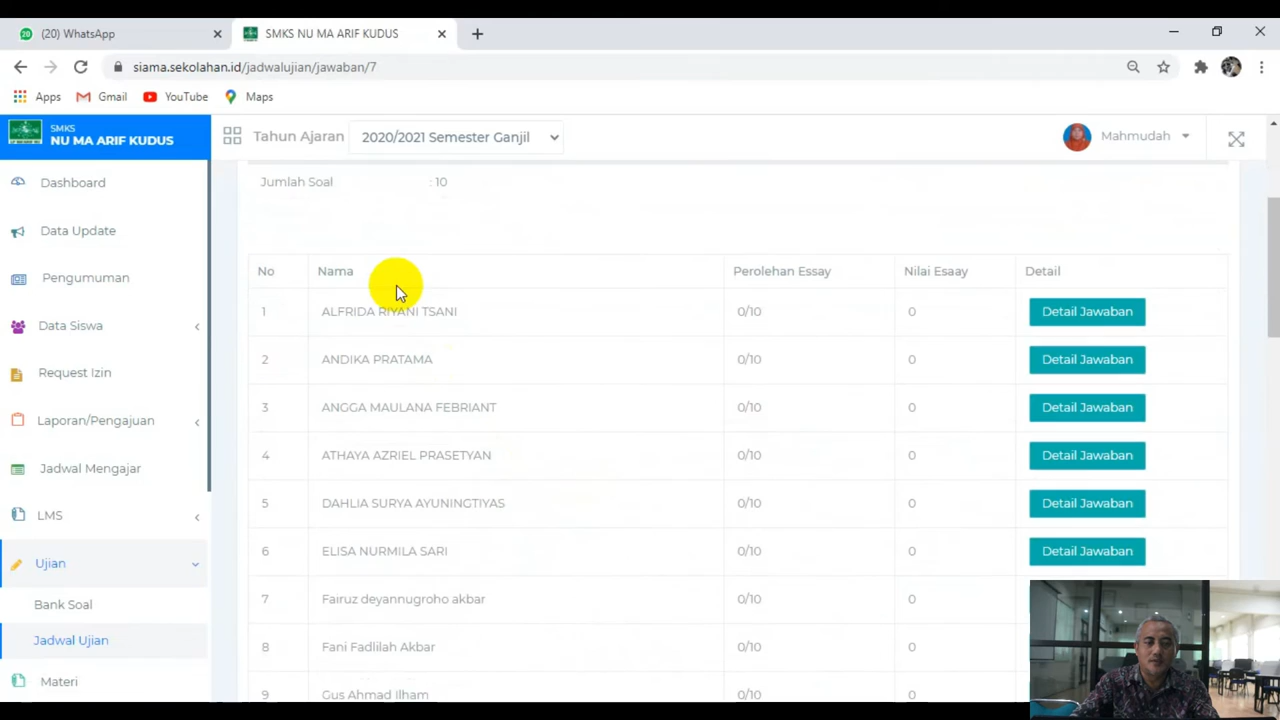 (20) WhatsApp
SMKS NU MA ARIF KUDUS
siama.sekolahan.id/jadwalujian/jawaban/7
Apps Gmail YouTube Maps
SMKS
NU MA ARIF KUDUS
Tahun Ajaran 2020/2021 Semester Ganjil
Mahmudah
Dashboard
Data Update
Pengumuman
Data Siswa
Request Izin
Laporan/Pengajuan
Jadwal Mengajar
LMS
Ujian
Bank Soal
Jadwal Ujian
Materi
Jumlah Soal : 10
No Nama Perolehan Essay Nilai Esaay Detail
1 ALFRIDA RIYANI TSANI 0/10 0 Detail Jawaban
2 ANDIKA PRATAMA 0/10 0 Detail Jawaban
3 ANGGA MAULANA FEBRIANT 0/10 0 Detail Jawaban
4 ATHAYA AZRIEL PRASETYAN 0/10 0 Detail Jawaban
5 DAHLIA SURYA AYUNINGTIYAS 0/10 0 Detail Jawaban
6 ELISA NURMILA SARI 0/10 0 Detail Jawaban
7 Fairuz deyannugroho akbar 0/10 0
8 Fani Fadlilah Akbar 0/10 0
9 Gus Ahmad Ilham 0/10 0